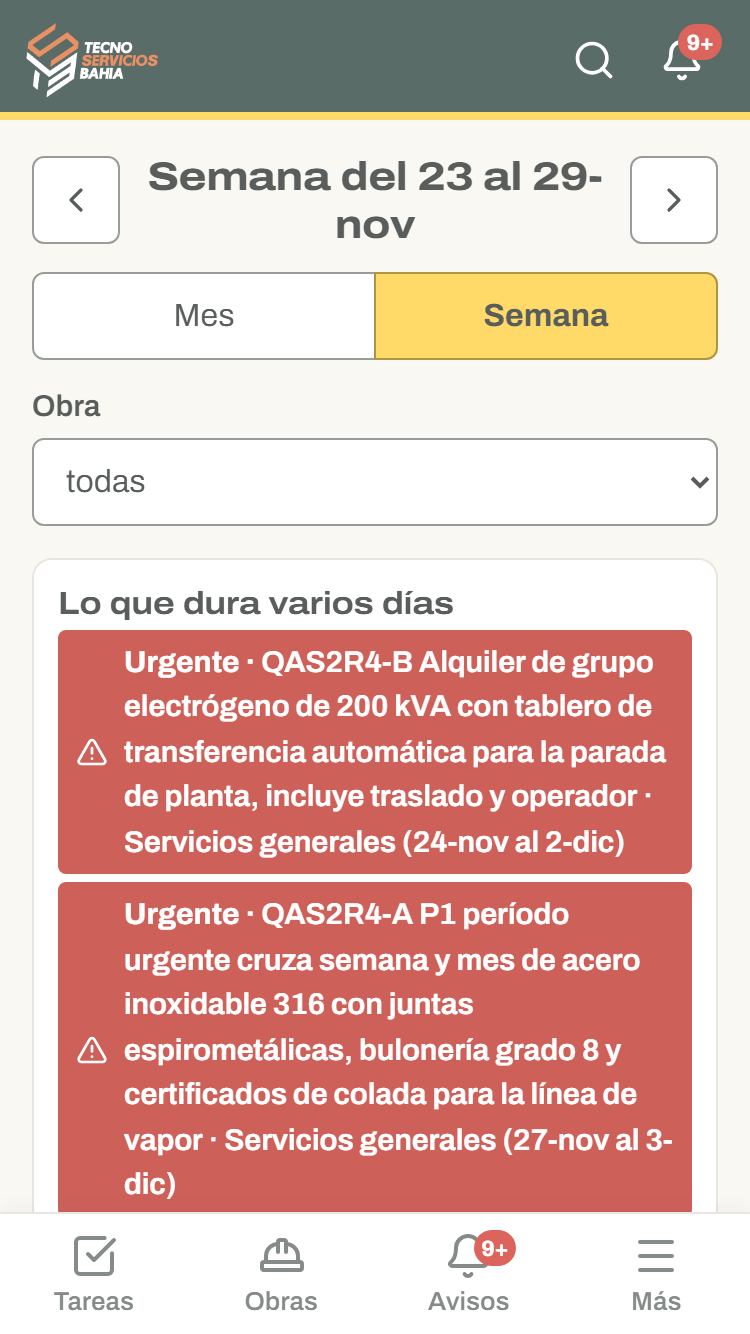 TECNO
SERVICIOS
BAHIA
9+
Semana del 23 al 29-
nov
Mes
Semana
Obra
todas
Lo que dura varios días
Urgente · QAS2R4-B Alquiler de grupo
electrógeno de 200 kVA con tablero de
transferencia automática para la parada
de planta, incluye traslado y operador ·
Servicios generales (24-nov al 2-dic)
Urgente · QAS2R4-A P1 período
urgente cruza semana y mes de acero
inoxidable 316 con juntas
espirometálicas, bulonería grado 8 y
certificados de colada para la línea de
vapor · Servicios generales (27-nov al 3-
dic)
9+
Tareas
Obras
Avisos
Más